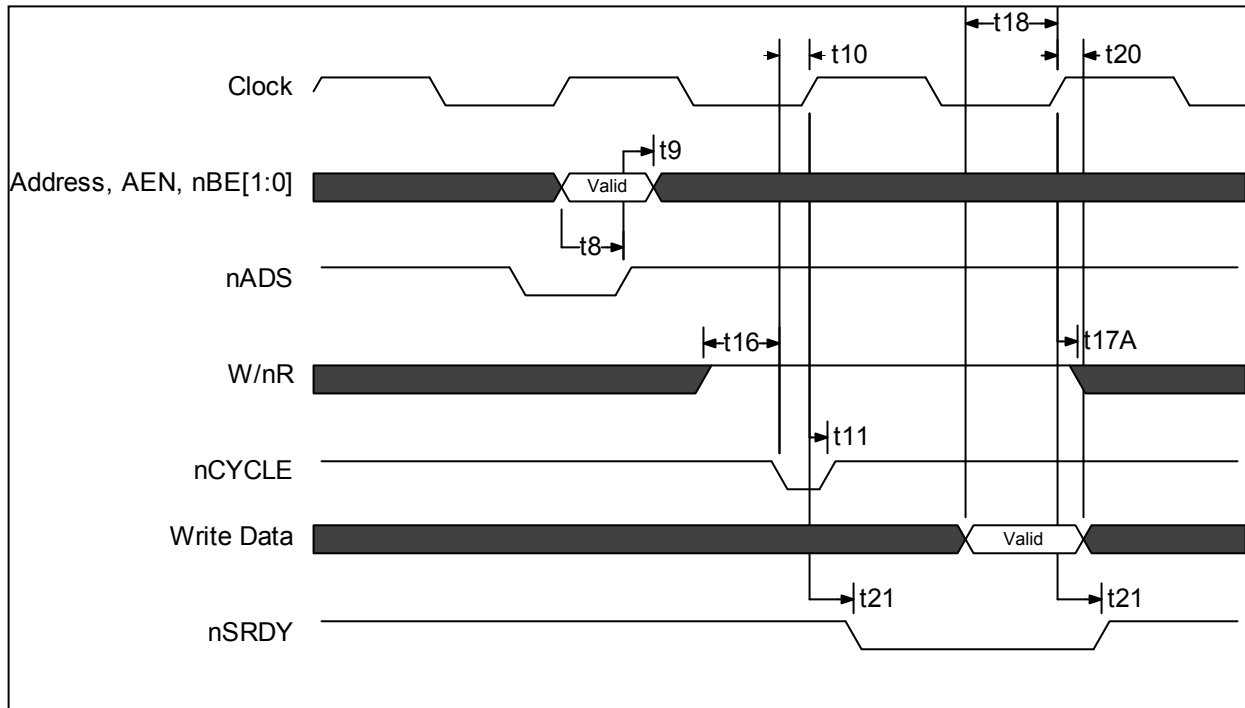 t18
t10
t20
Clock
t9
Address, AEN, nBE[1:0]
Valid
t8
nADS
t16
t17A
W/nR
t11
nCYCLE
Write Data
Valid
t21
t21
nSRDY